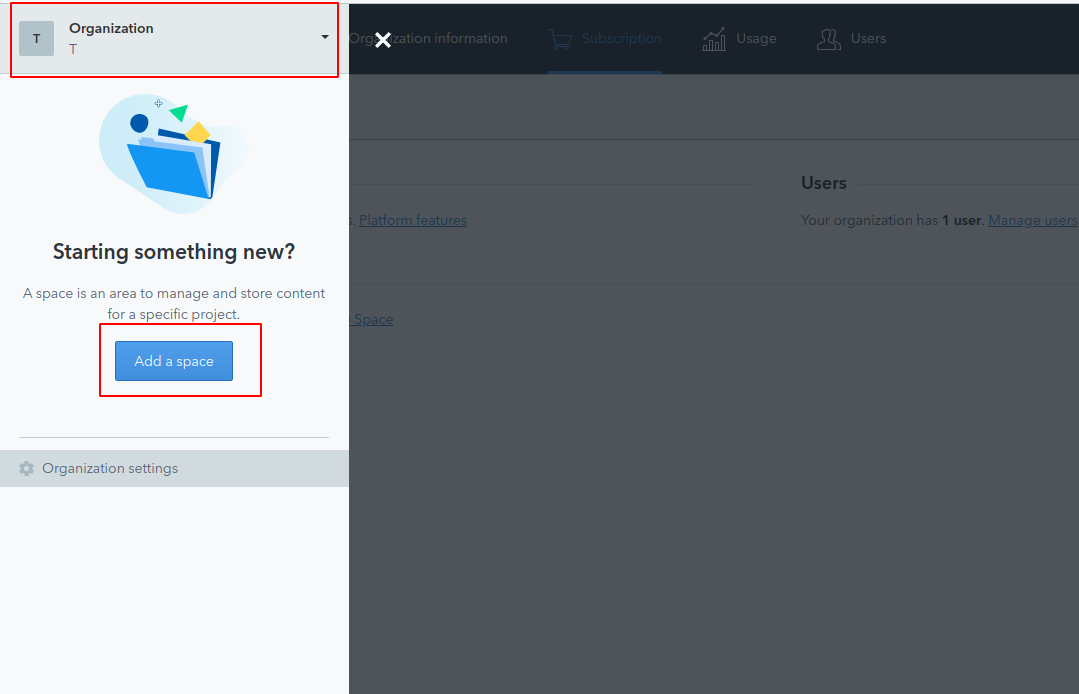 T
Organization
T
Starting something new?
A space is an area to manage and store content
for a specific project.
Add a space
Organization settings
Subscription
Usage
Users
information
Platform features
Users
Your organization has 1 user. Manage users
Space